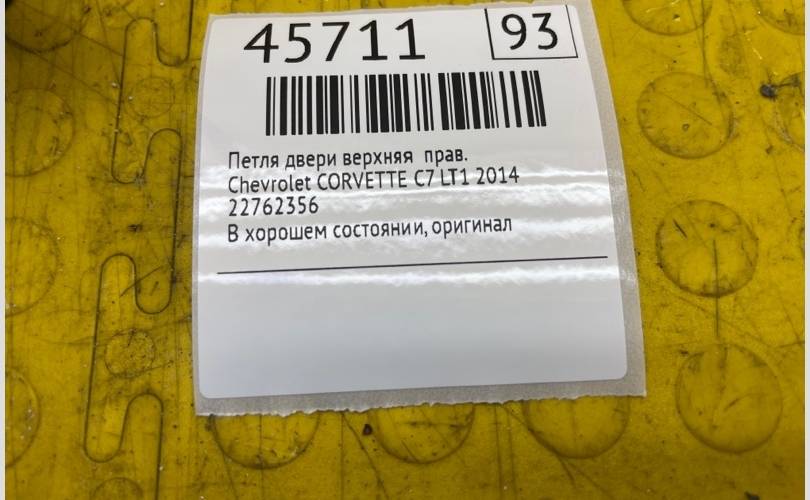 45711 93
Петля двери верхняя прав.
Chevrolet CORVETTE C7 LT1 2014
22762356
В хорошем состоянии, оригинал